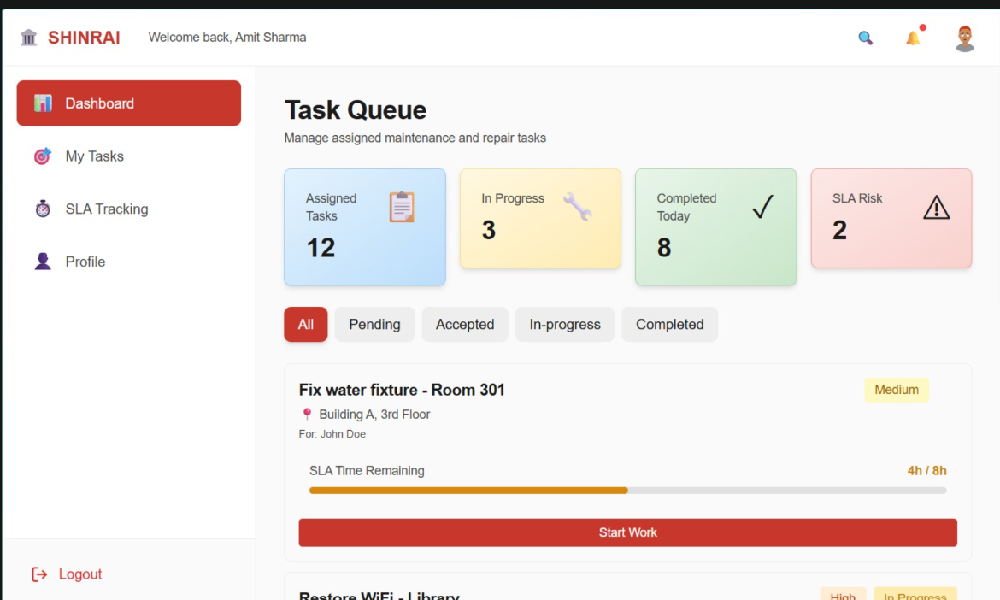 SHINRAI
Welcome back, Amit Sharma
Dashboard
My Tasks
SLA Tracking
Profile
Logout
Task Queue
Manage assigned maintenance and repair tasks
Assigned
Tasks
12
In Progress
3
Completed
Today
8
SLA Risk
2
All
Pending
Accepted
In-progress
Completed
Fix water fixture - Room 301
Medium
Building A, 3rd Floor
For: John Doe
SLA Time Remaining
4h / 8h
Start Work
Restore WiFi - Library
High
In Progress